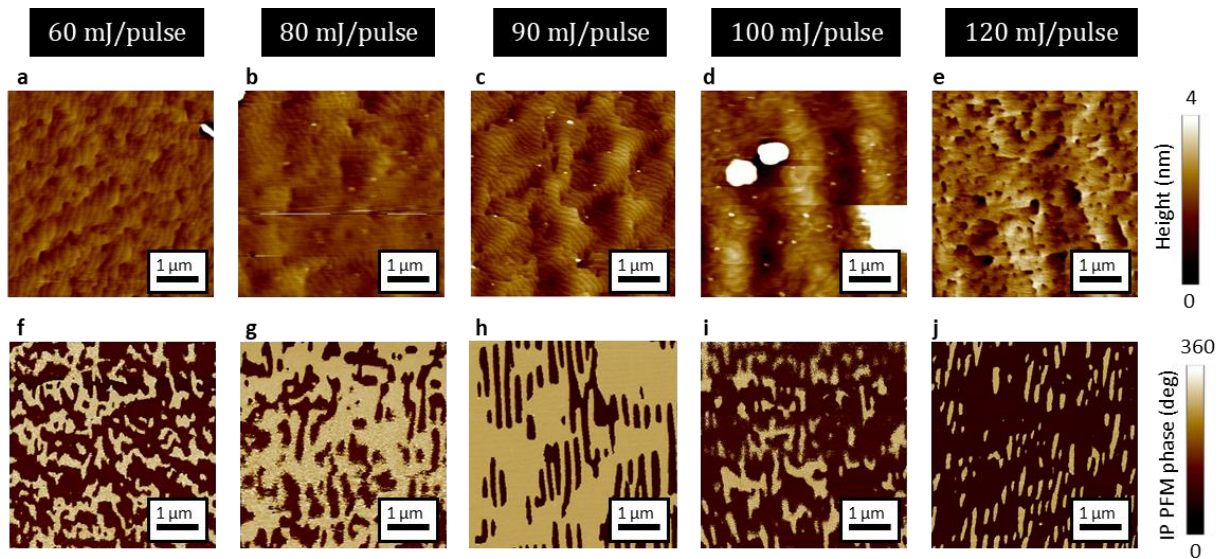 60 mJ/pulse 80 mJ/pulse 90 mJ/pulse 100 mJ/pulse 120 mJ/pulse
a b c d e
4
Height (nm)
0
1 µm 1 µm 1 µm 1 µm 1 µm
f g h i j
360
IP PFM phase (deg)
0
1 µm 1 µm 1 µm 1 µm 1 µm